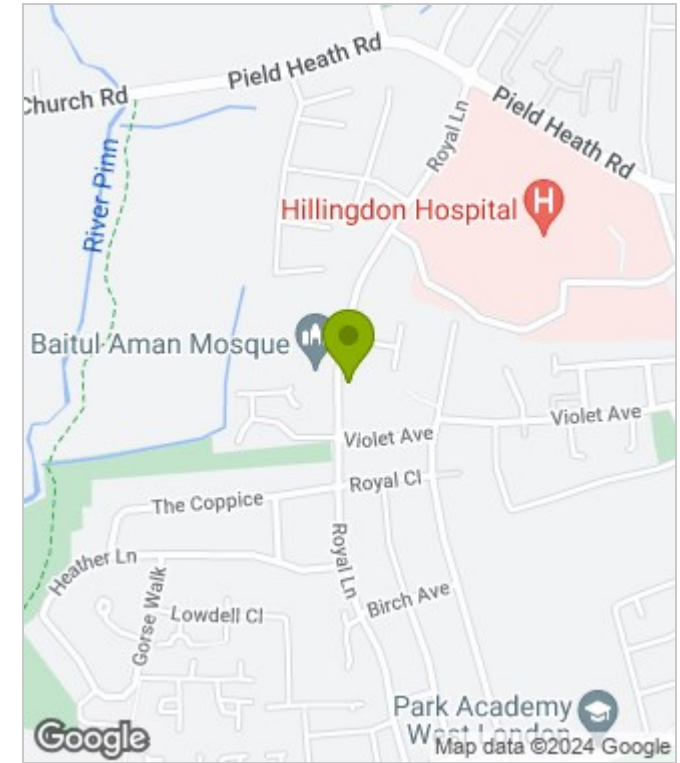 Pield Heath Rd
Church Rd
Pield Heath Rd
Royal Ln
River Pinn
Hillingdon Hospital
H
Baitul Aman Mosque
Violet Ave
Violet Ave
Royal Cl
The Coppice
Heather Ln
Royal Ln
Gorse Walk
Birch Ave
Lowdell Cl
Park Academy
West London
Google
Map data ©2024 Google